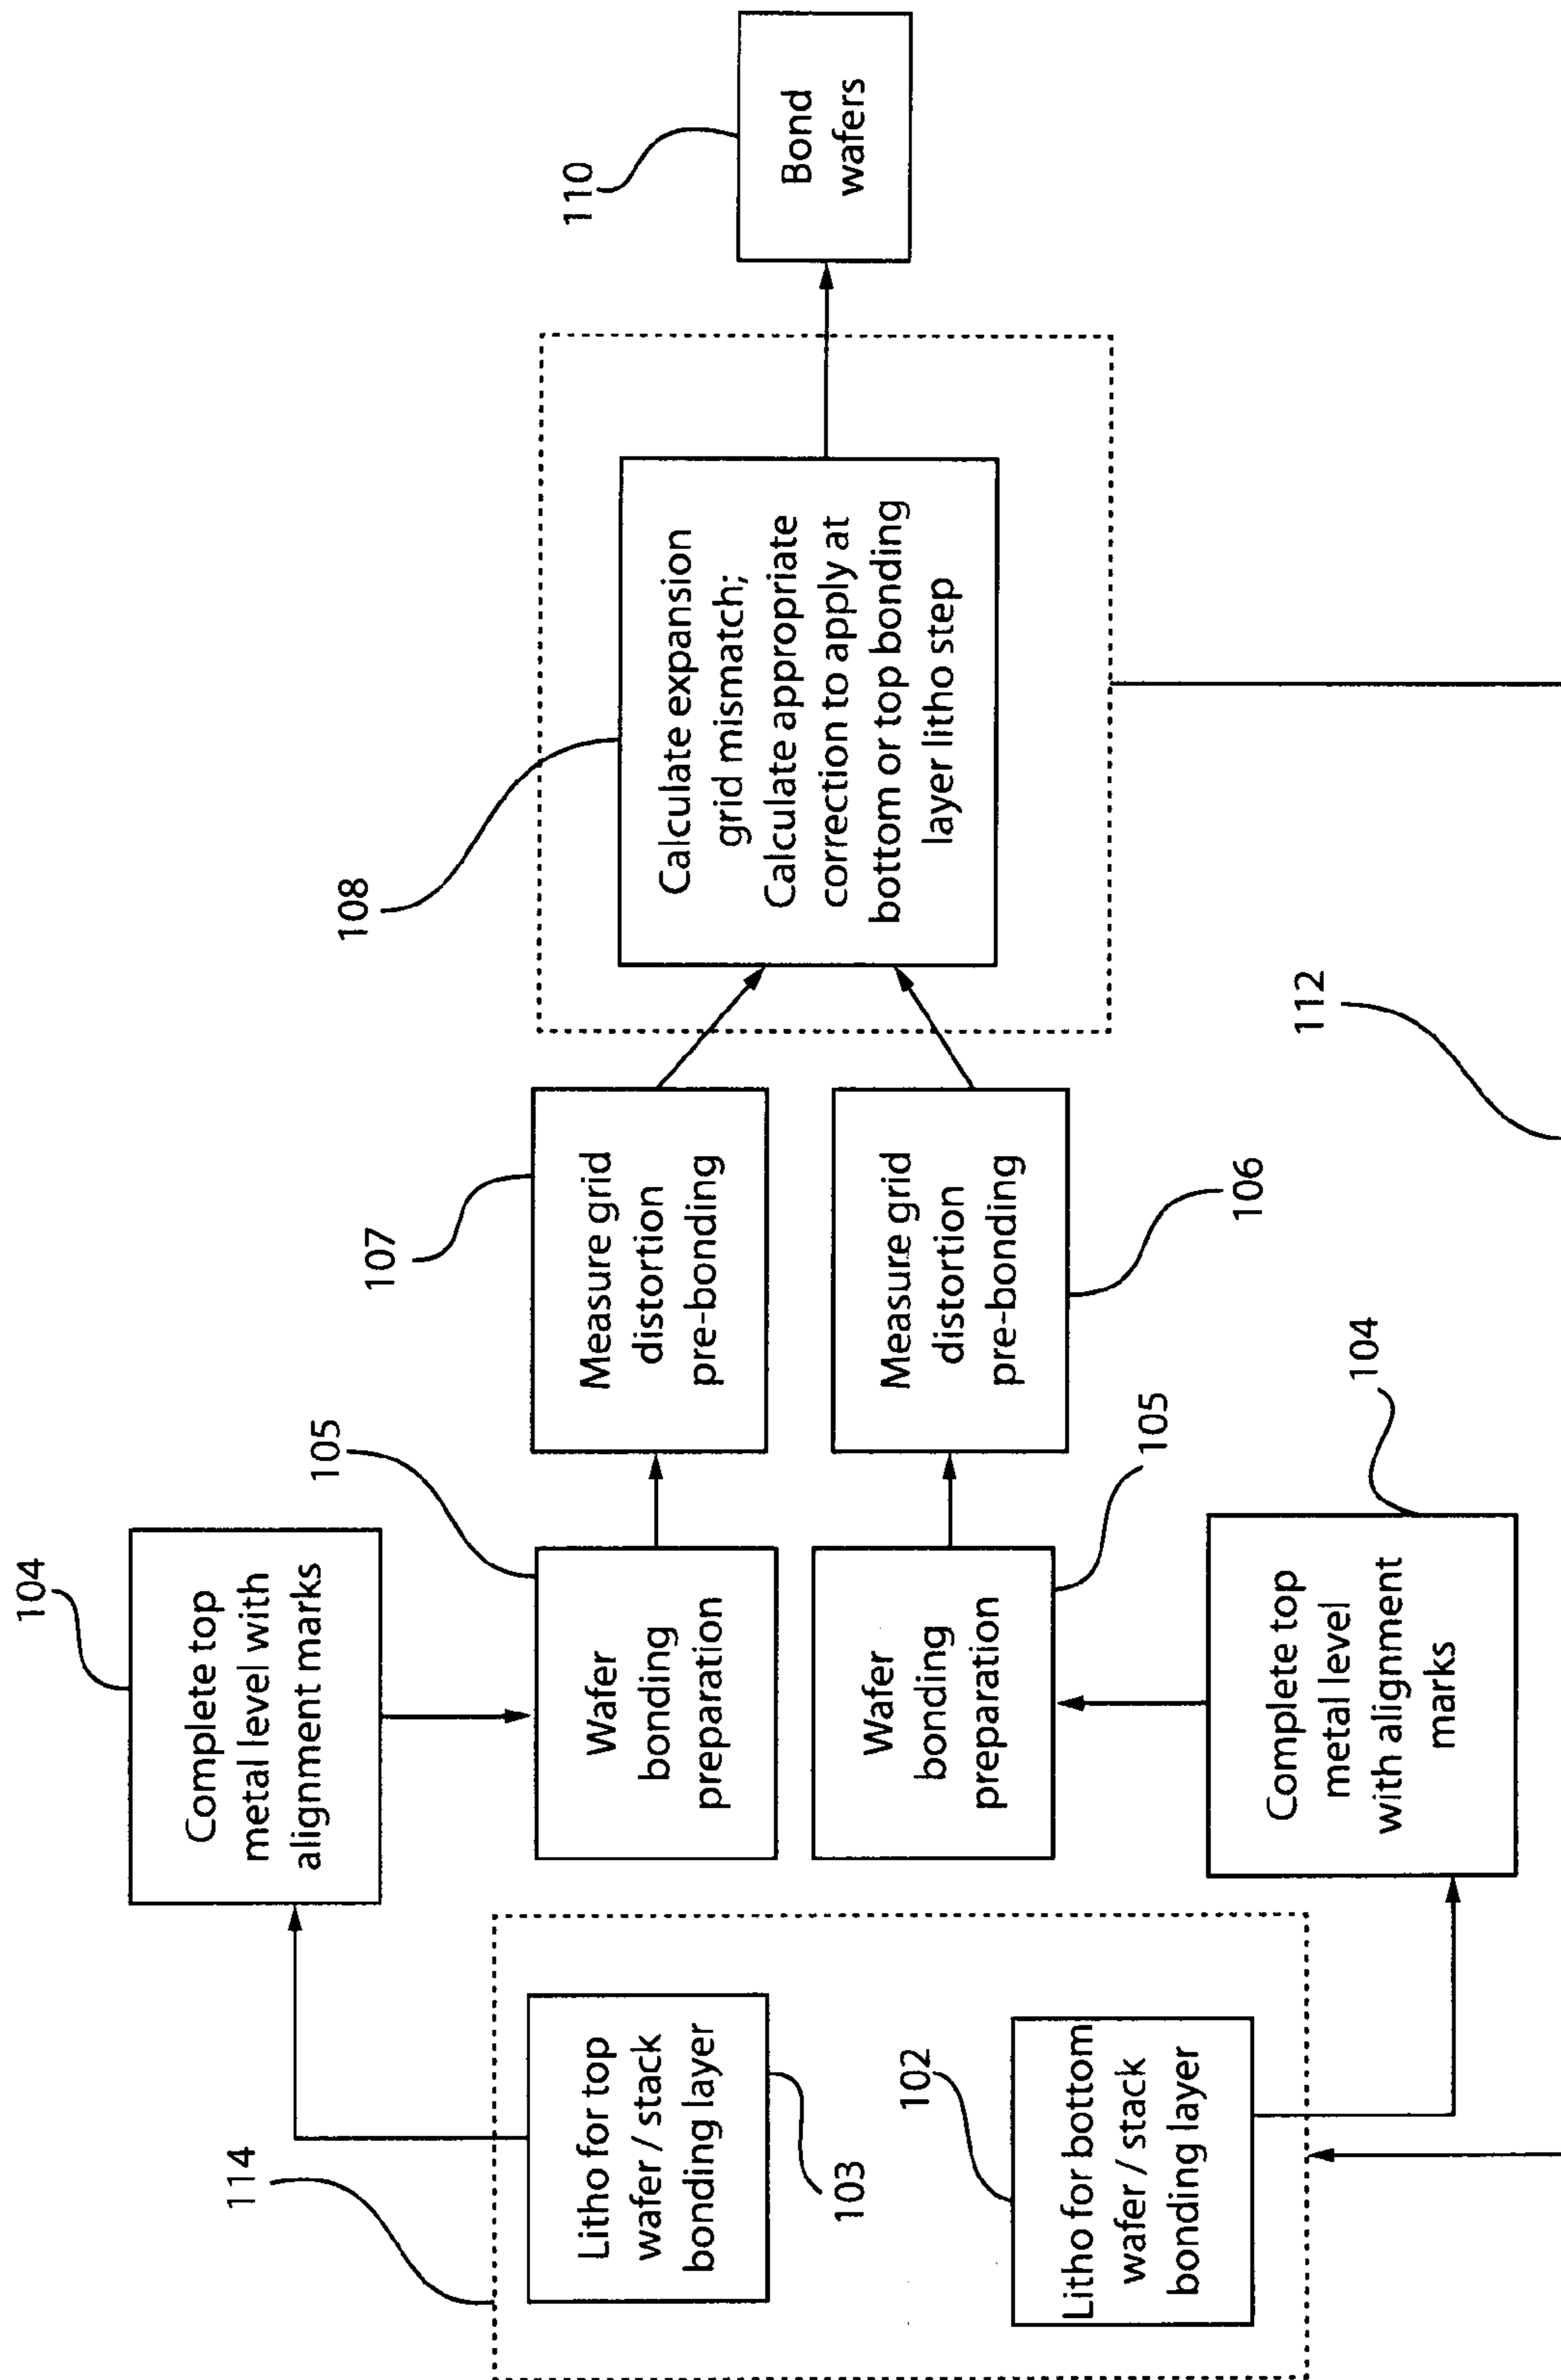 114
Litho for top
wafer / stack
bonding layer
103
102
Litho for bottom
wafer / stack
bonding layer
104
Complete top
metal level with
alignment marks
105
Wafer
bonding
preparation
Wafer
bonding
preparation
105
Complete top
metal level
with alignment
marks
104
107
Measure grid
distortion
pre-bonding
Measure grid
distortion
pre-bonding
106
108
Calculate expansion
grid mismatch;
Calculate appropriate
correction to apply at
bottom or top bonding
layer litho step
112
110
Bond
wafers